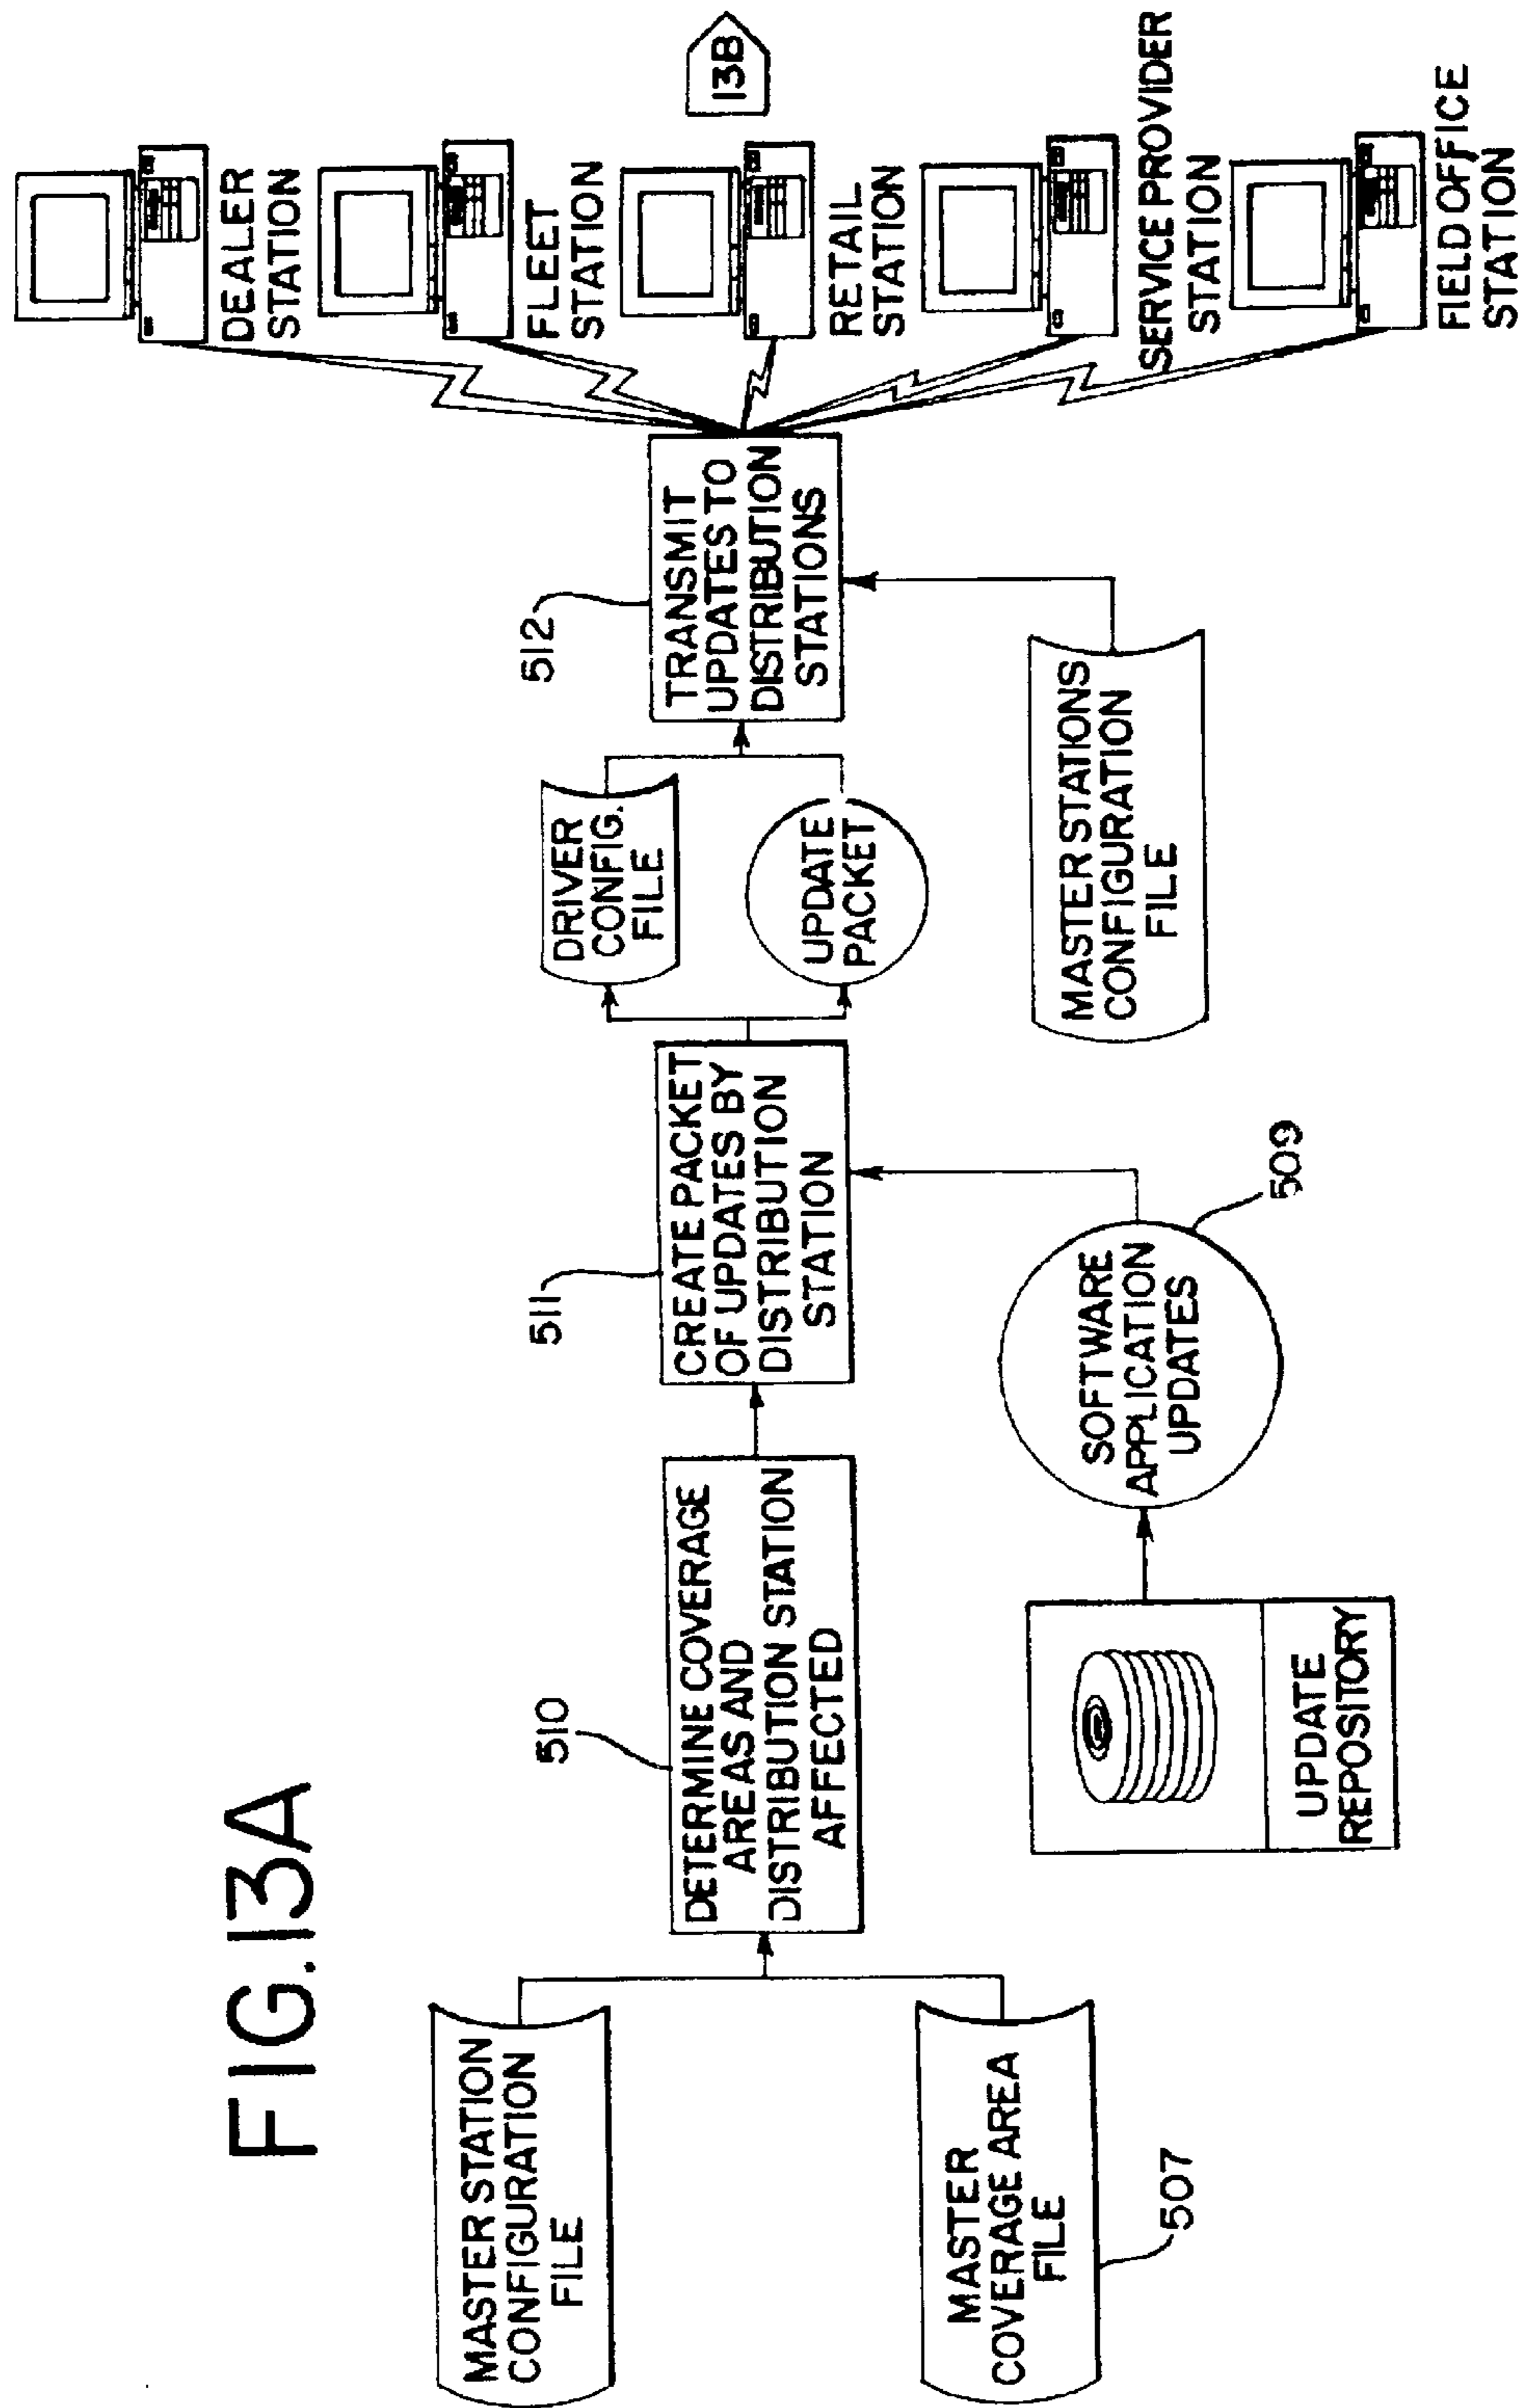 FIG.13A
MASTER STATION
CONFIGURATION
FILE
MASTER
COVERAGE AREA
FILE
507
510
DETERMINE COVERAGE
AREAS AND
DISTRIBUTION STATION
AFFECTED
UPDATE
REPOSITORY
SOFTWARE
APPLICATION
UPDATES
509
511
CREATE PACKET
OF UPDATES BY
DISTRIBUTION
STATION
DRIVER
CONFIG.
FILE
UPDATE
PACKET
MASTER STATIONS
CONFIGURATION
FILE
512
TRANSMIT
UPDATES TO
DISTRIBUTION
STATIONS
DEALER
STATION
FLEET
STATION
RETAIL
STATION
SERVICE PROVIDER
STATION
FIELD OFFICE
STATION
13B